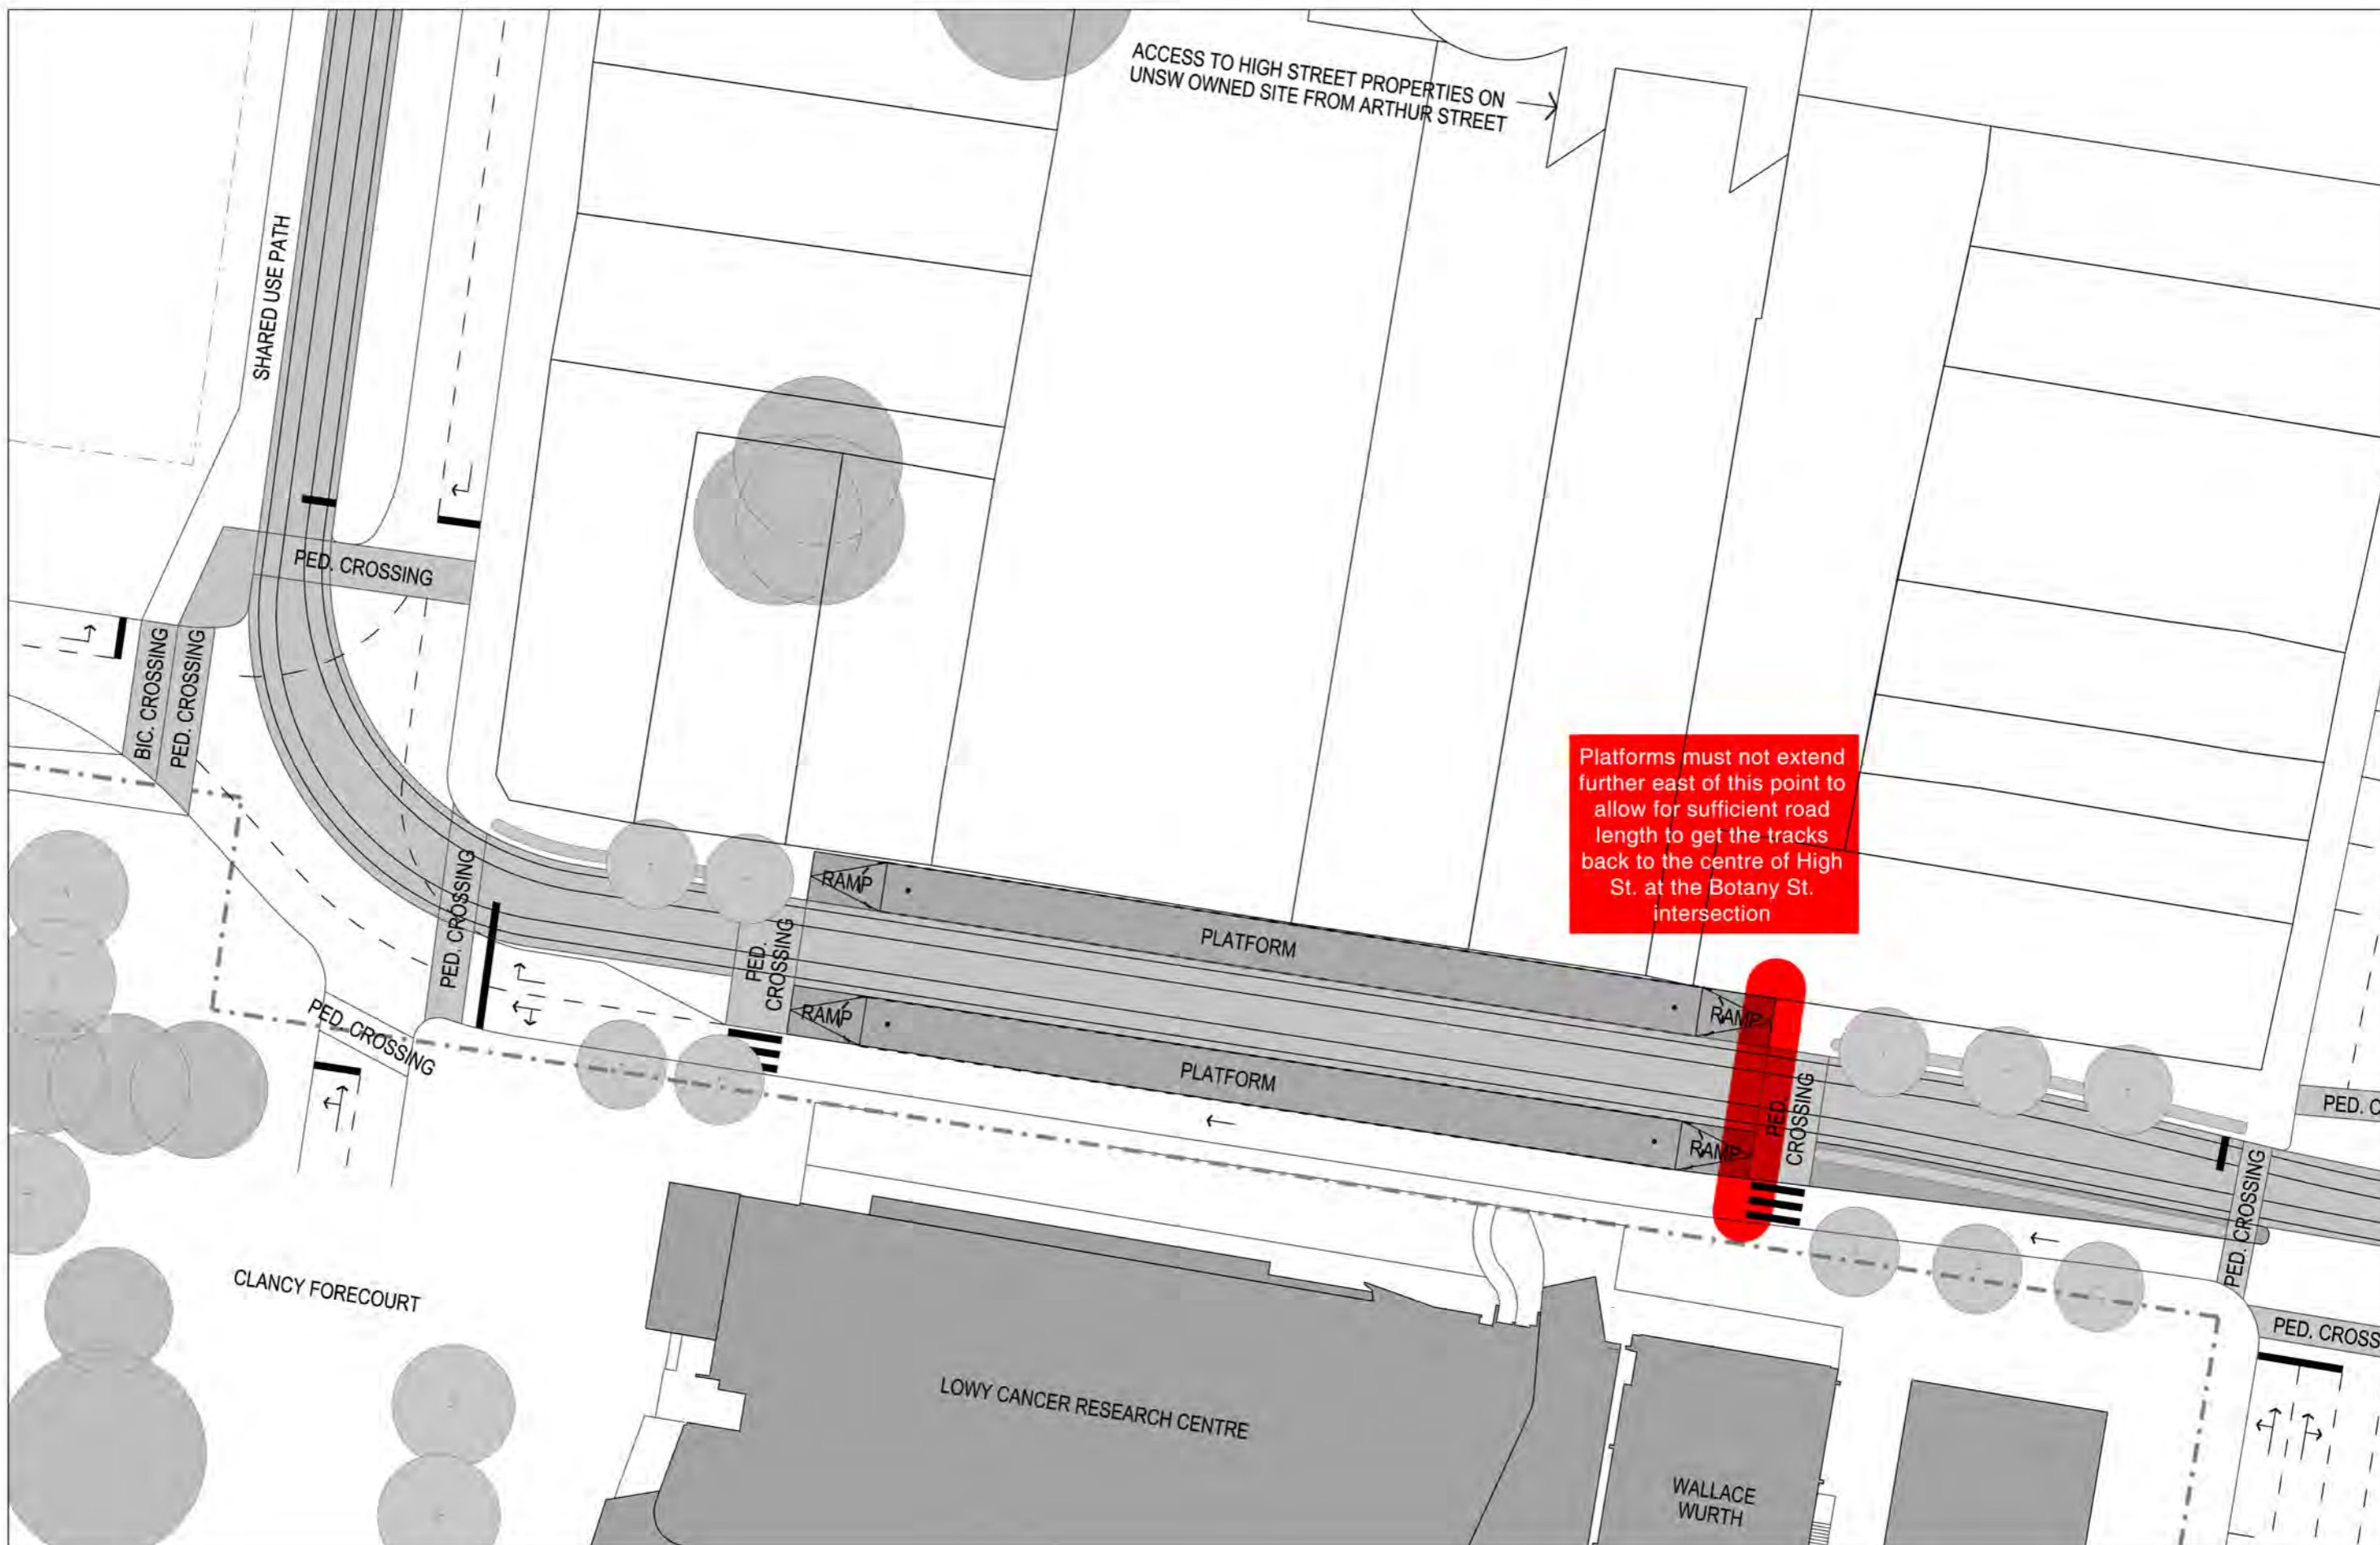 ACCESS TO HIGH STREET PROPERTIES ON
UNSW OWNED SITE FROM ARTHUR STREET
SHARED USE PATH
PED. CROSSING
BIC. CROSSING
PED. CROSSING
Platforms must not extend
further east of this point to
allow for sufficient road
length to get the tracks
back to the centre of High
St. at the Botany St.
intersection
PED. CROSSING
RAMP
PED.
CROSSING
PLATFORM
RAMP
RAMP
PLATFORM
RAMP
PED.
CROSSING
PED. CROSSING
PED. C
PED. CROSSING
PED. CROSS
CLANCY FORECOURT
LOWY CANCER RESEARCH CENTRE
WALLACE
WURTH